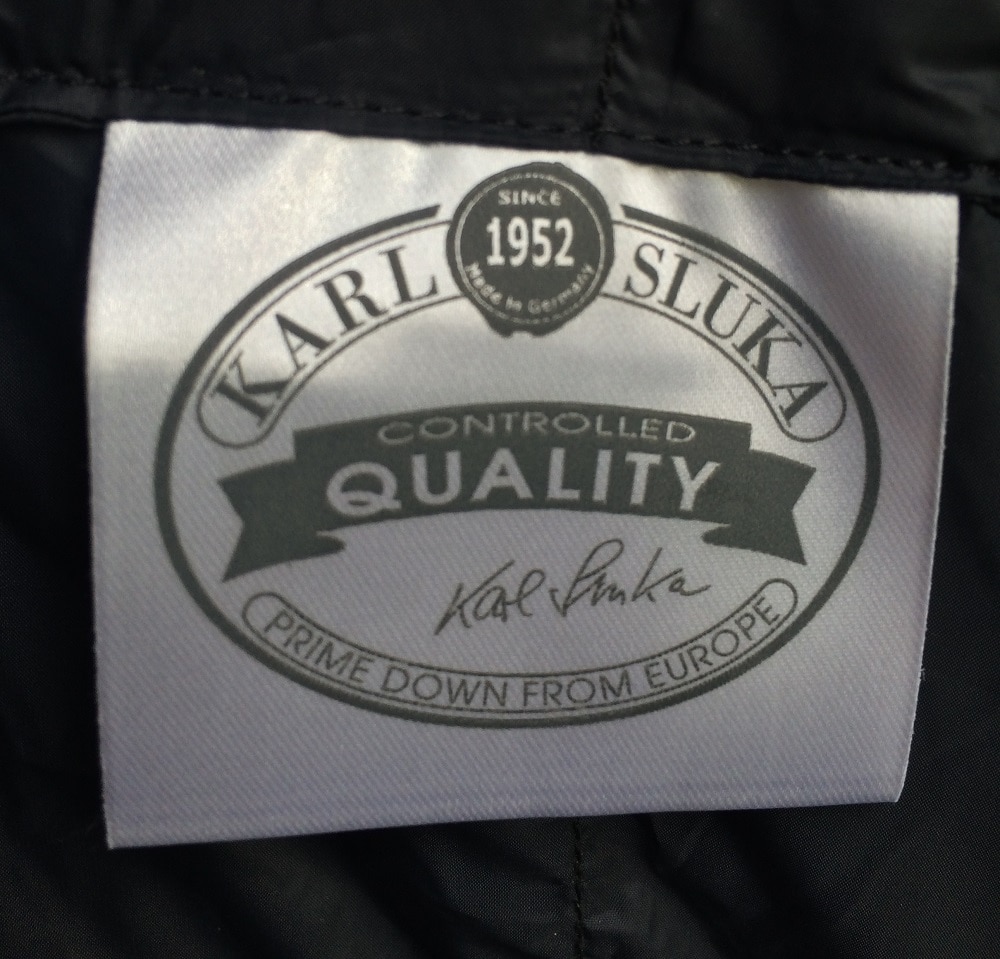 SINCE
1952
Made in Germany
KARL SLUKA
CONTROLLED
QUALITY
Karl Sluka
PRIME DOWN FROM EUROPE